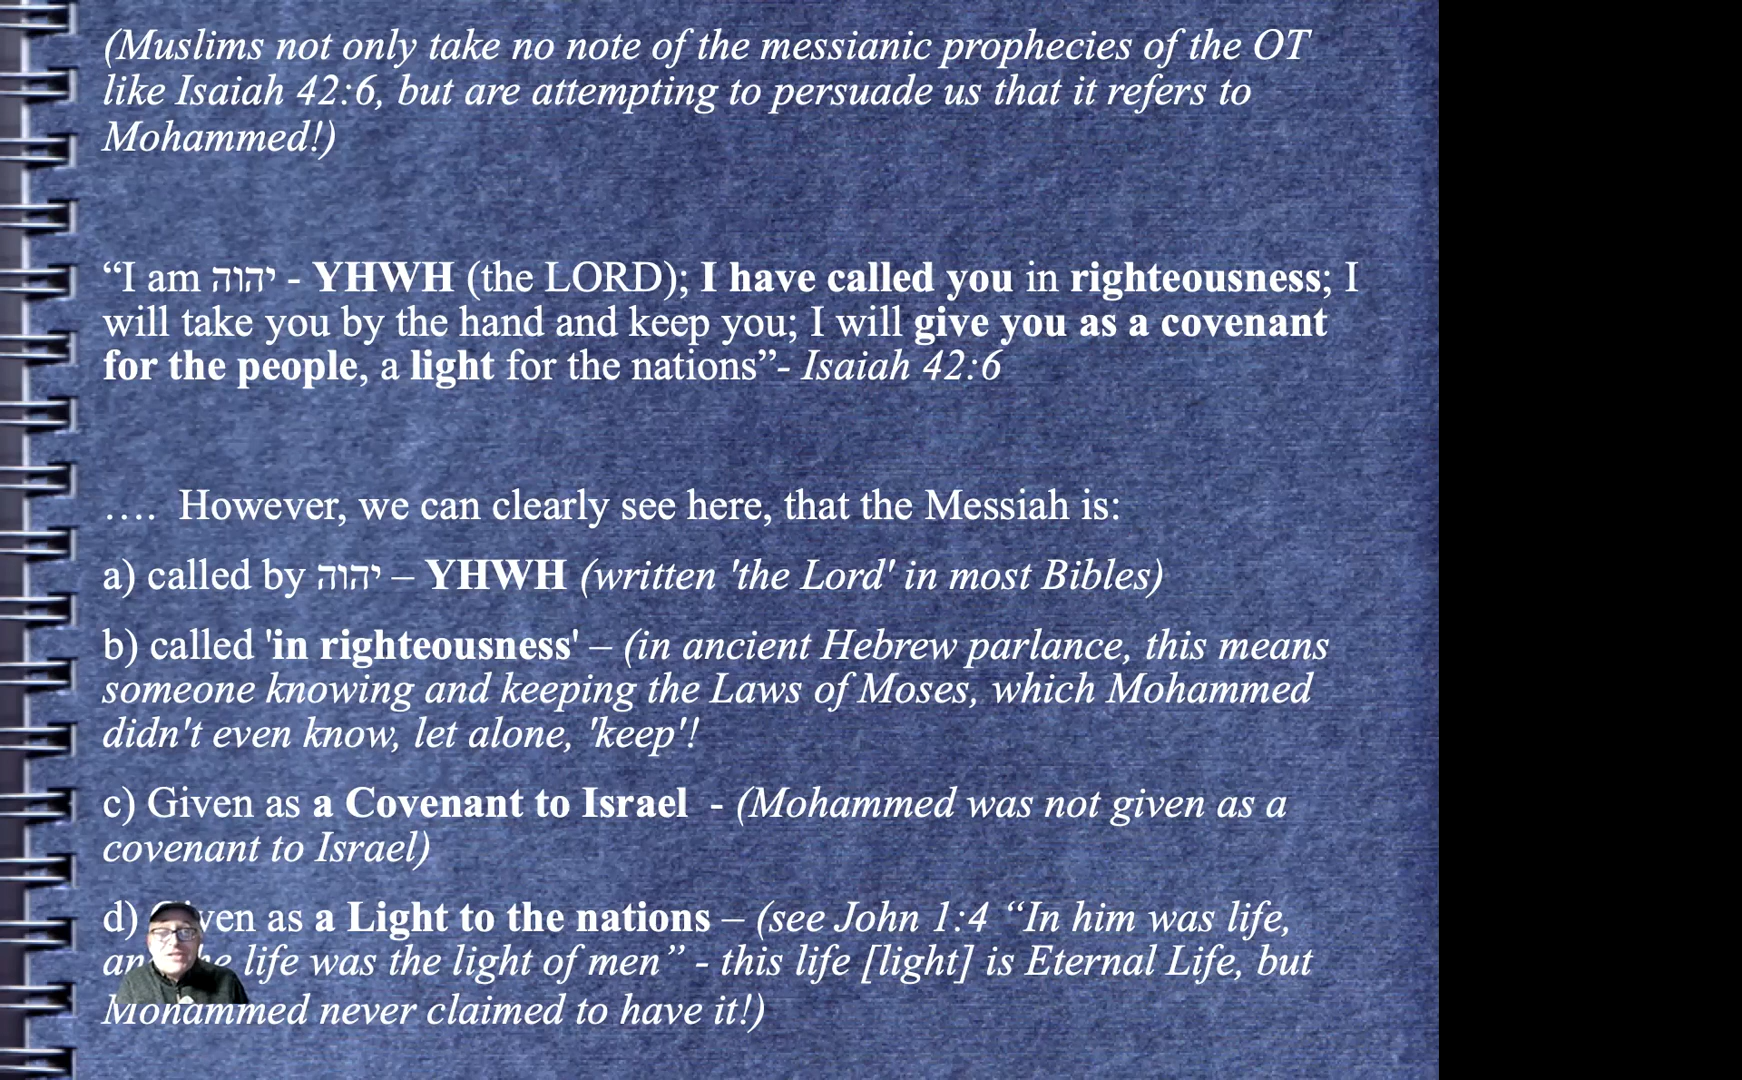 (Muslims not only take no note of the messianic prophecies of the OT
like Isaiah 42:6, but are attempting to persuade us that it refers to
Mohammed!)
“I am יהוה - YHWH (the LORD); I have called you in righteousness; I
will take you by the hand and keep you; I will give you as a covenant
for the people, a light for the nations”- Isaiah 42:6
…. However, we can clearly see here, that the Messiah is:
a) called by יהוה – YHWH (written 'the Lord' in most Bibles)
b) called 'in righteousness' – (in ancient Hebrew parlance, this means
someone knowing and keeping the Laws of Moses, which Mohammed
didn't even know, let alone, 'keep'!
c) Given as a Covenant to Israel - (Mohammed was not given as a
covenant to Israel)
d) Given as a Light to the nations – (see John 1:4 “In him was life,
and the life was the light of men” - this life [light] is Eternal Life, but
Mohammed never claimed to have it!)